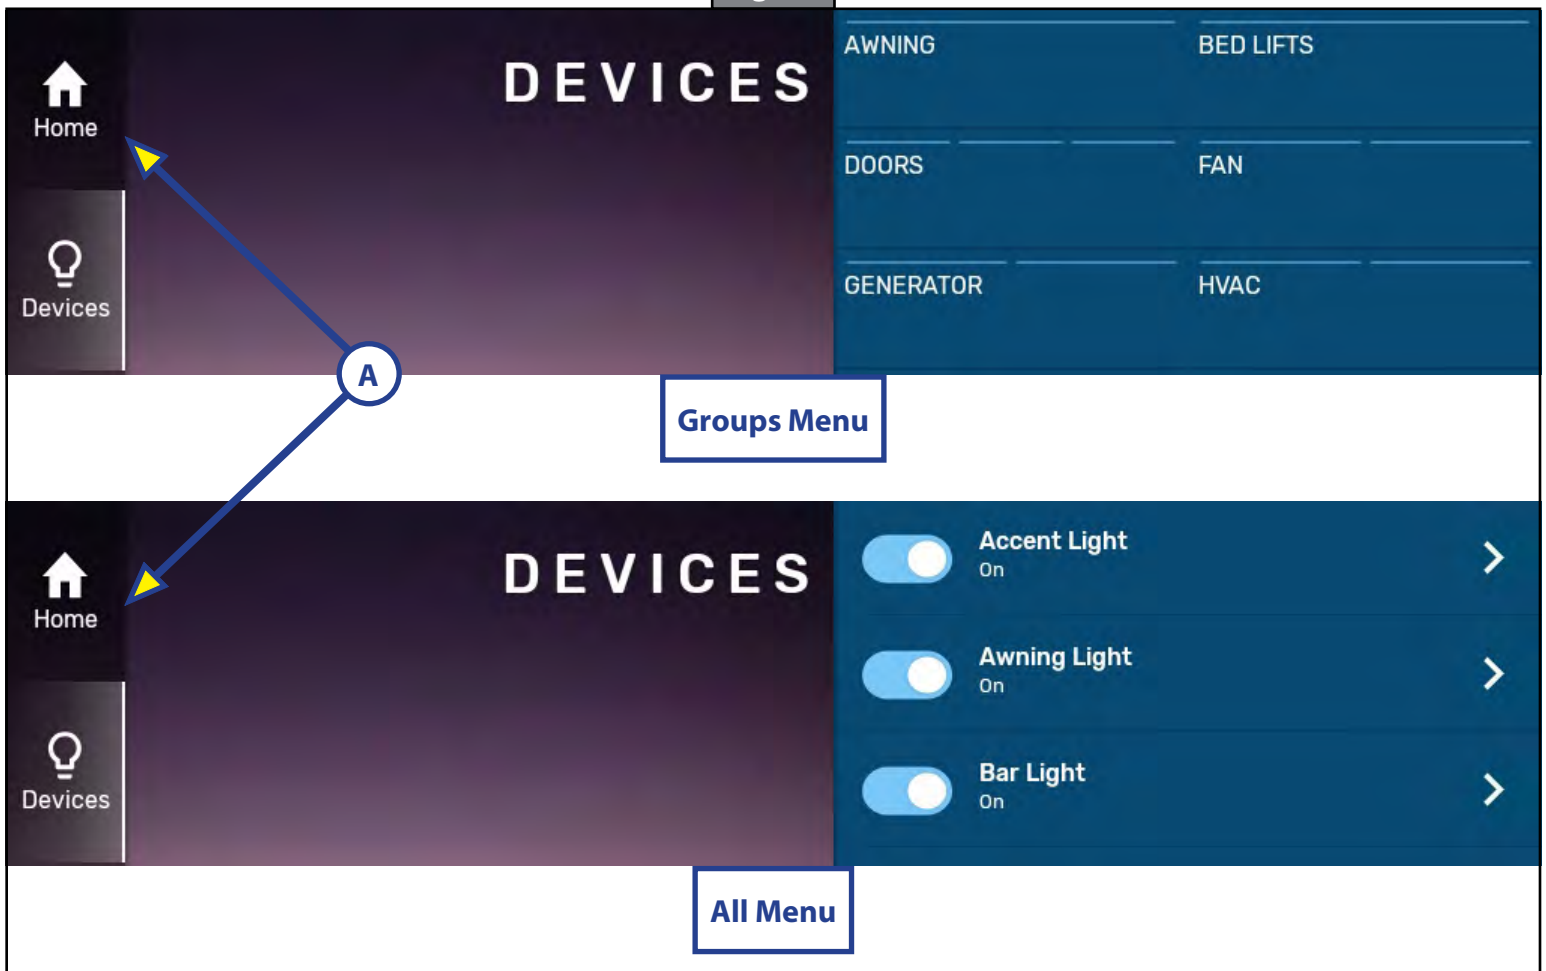 DEVICES
Home
Devices
AWNING
BED LIFTS
DOORS
FAN
GENERATOR
HVAC
A
Groups Menu
DEVICES
Home
Devices
Accent Light
On
Awning Light
On
Bar Light
On
All Menu